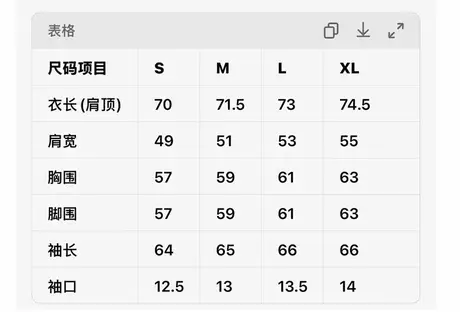 表格
尺码项目 S M L XL
衣长(肩顶) 70 71.5 73 74.5
肩宽 49 51 53 55
胸围 57 59 61 63
脚围 57 59 61 63
袖长 64 65 66 66
袖口 12.5 13 13.5 14